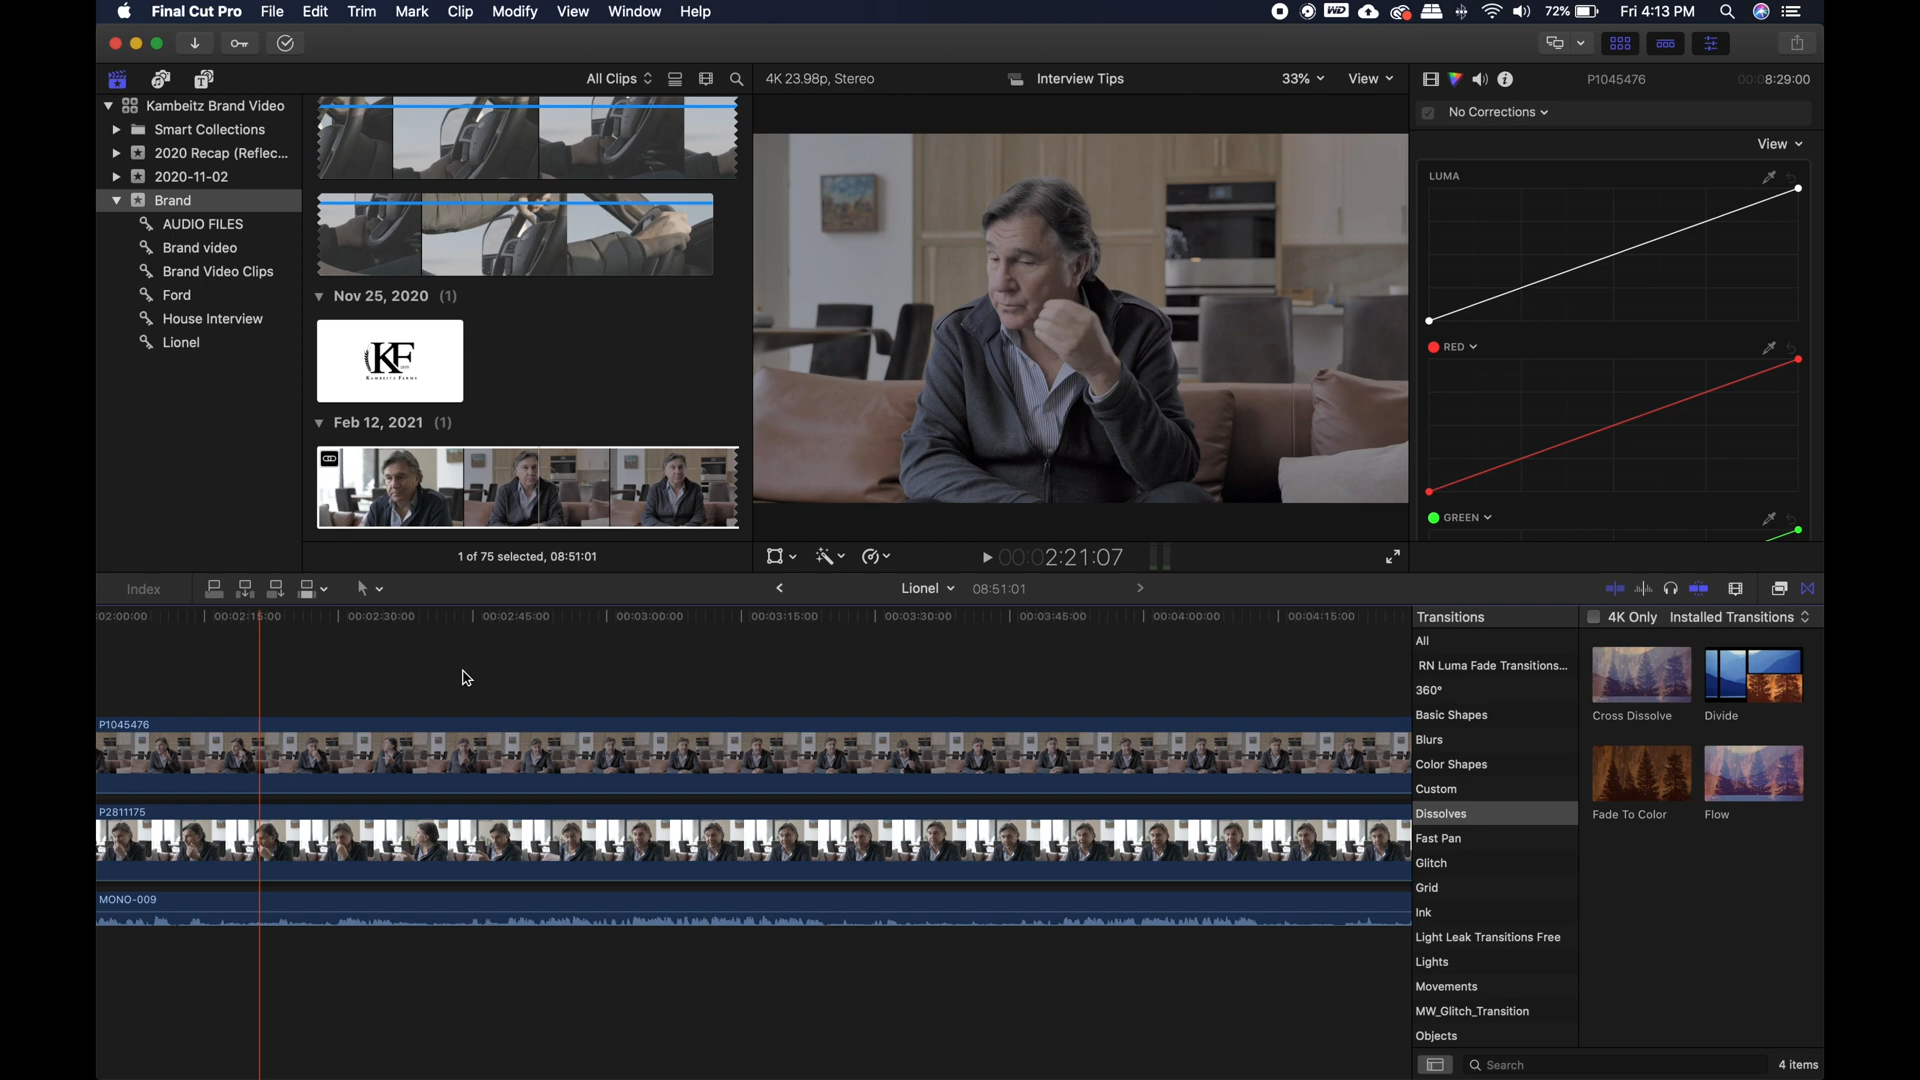 Final Cut Pro File Edit Trim Mark Clip Modify View Window Help 72% Fri 4:13 PM
All Clips
4K 23.98p, Stereo
Interview Tips
33%
View
P1045476
00:00:8:29:00
No Corrections
View
Kambeitz Brand Video
Smart Collections
2020 Recap (Reflec...
2020-11-02
Brand
AUDIO FILES
Brand video
Brand Video Clips
Ford
House Interview
Lionel
Nov 25, 2020 (1)
KF
KAMBEITZ FARMS
Feb 12, 2021 (1)
1 of 75 selected, 08:51:01
LUMA
RED
GREEN
00:02:21:07
Index
Lionel 08:51:01
02:00:00 00:02:15:00 00:02:30:00 00:02:45:00 00:03:00:00 00:03:15:00 00:03:30:00 00:03:45:00 00:04:00:00 00:04:15:00
P1045476
P2811175
MONO-009
Transitions
4K Only
Installed Transitions
All
RN Luma Fade Transitions...
360°
Basic Shapes
Blurs
Color Shapes
Custom
Dissolves
Fast Pan
Glitch
Grid
Ink
Light Leak Transitions Free
Lights
Movements
MW_Glitch_Transition
Objects
Cross Dissolve
Divide
Fade To Color
Flow
Search
4 items